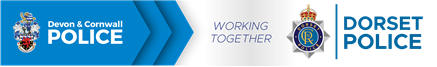 Devon & Cornwall
POLICE
WORKING
TOGETHER
DORSET
POLICE